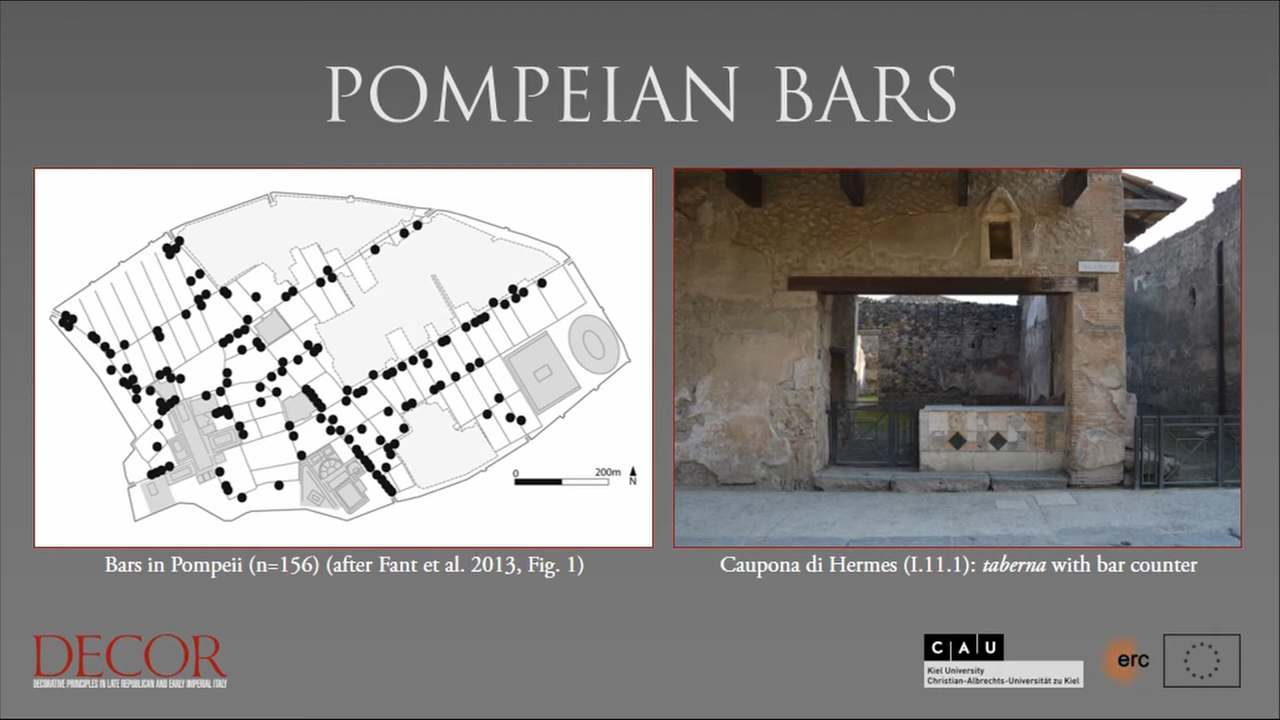 POMPEIAN BARS
0 200m
N
Bars in Pompeii (n=156) (after Fant et al. 2013, Fig. 1)
Caupona di Hermes (I.11.1): taberna with bar counter
DECOR
DECORATIVE PRINCIPLES IN LATE REPUBLICAN AND EARLY IMPERIAL ITALY
C A U
Kiel University
Christian-Albrechts-Universität zu Kiel
erc